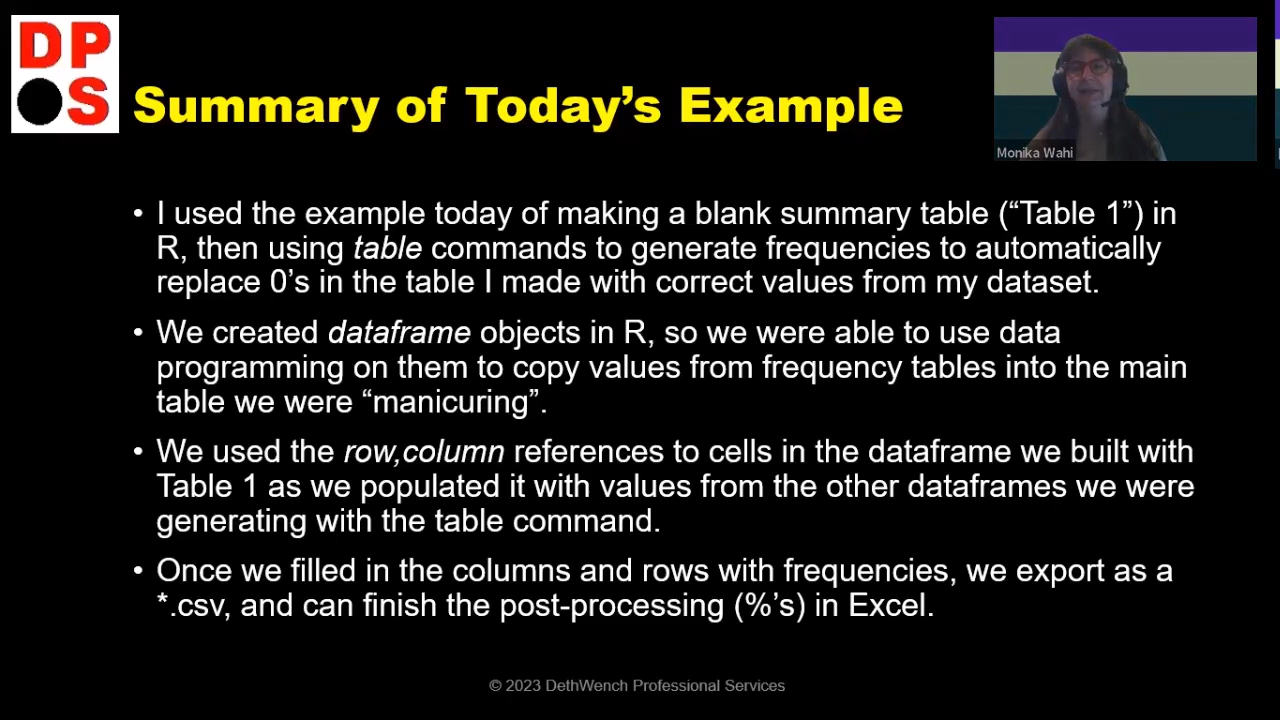 DP
S
Summary of Today’s Example
Monika Wahi
• I used the example today of making a blank summary table (“Table 1”) in
R, then using table commands to generate frequencies to automatically
replace 0’s in the table I made with correct values from my dataset.
• We created dataframe objects in R, so we were able to use data
programming on them to copy values from frequency tables into the main
table we were “manicuring”.
• We used the row,column references to cells in the dataframe we built with
Table 1 as we populated it with values from the other dataframes we were
generating with the table command.
• Once we filled in the columns and rows with frequencies, we export as a
*.csv, and can finish the post-processing (%’s) in Excel.
© 2023 DethWench Professional Services